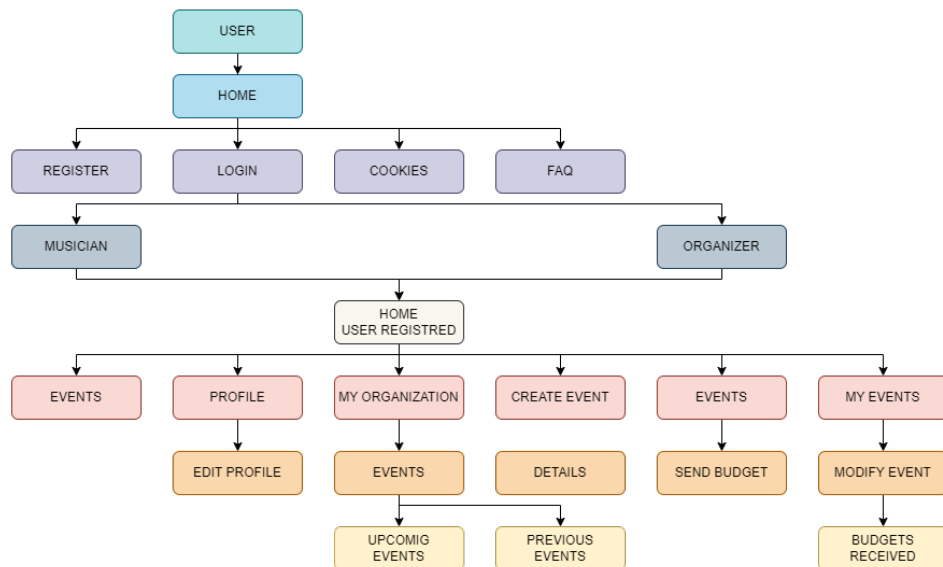 USER
HOME
REGISTER
LOGIN
COOKIES
FAQ
MUSICIAN
ORGANIZER
HOME
USER REGISTRED
EVENTS
PROFILE
MY ORGANIZATION
CREATE EVENT
EVENTS
MY EVENTS
EDIT PROFILE
EVENTS
DETAILS
SEND BUDGET
MODIFY EVENT
UPCOMIG
EVENTS
PREVIOUS
EVENTS
BUDGETS
RECEIVED